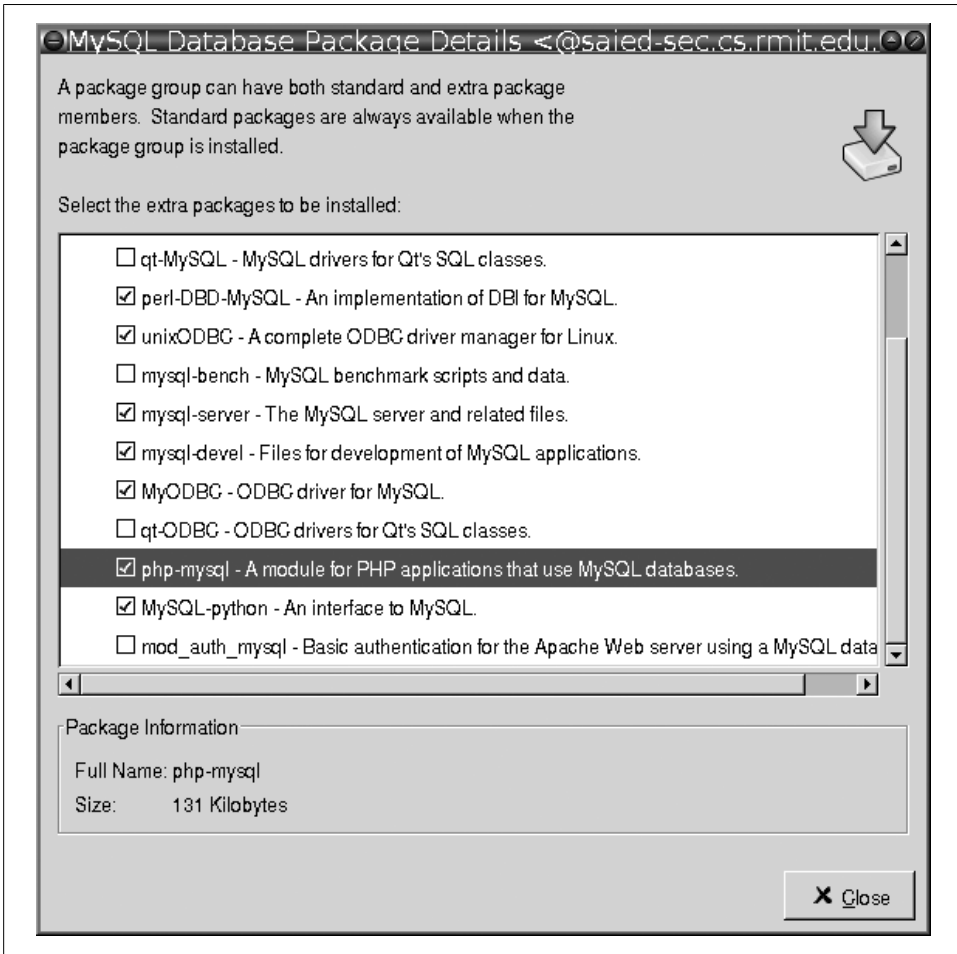 MySQL Database Package Details <@saied-sec.cs.rmit.edu.
A package group can have both standard and extra package
members. Standard packages are always available when the
package group is installed.
Select the extra packages to be installed:
qt-MySQL - MySQL drivers for Qt's SQL classes.
perl-DBD-MySQL - An implementation of DBI for MySQL.
unixODBC - A complete ODBC driver manager for Linux.
mysql-bench - MySQL benchmark scripts and data.
mysql-server - The MySQL server and related files.
mysql-devel - Files for development of MySQL applications.
MyODBC - ODBC driver for MySQL.
qt-ODBC - ODBC drivers for Qt's SQL classes.
php-mysql - A module for PHP applications that use MySQL databases.
MySQL-python - An interface to MySQL.
mod_auth_mysql - Basic authentication for the Apache Web server using a MySQL data
Package Information
Full Name: php-mysql
Size: 131 Kilobytes
Close